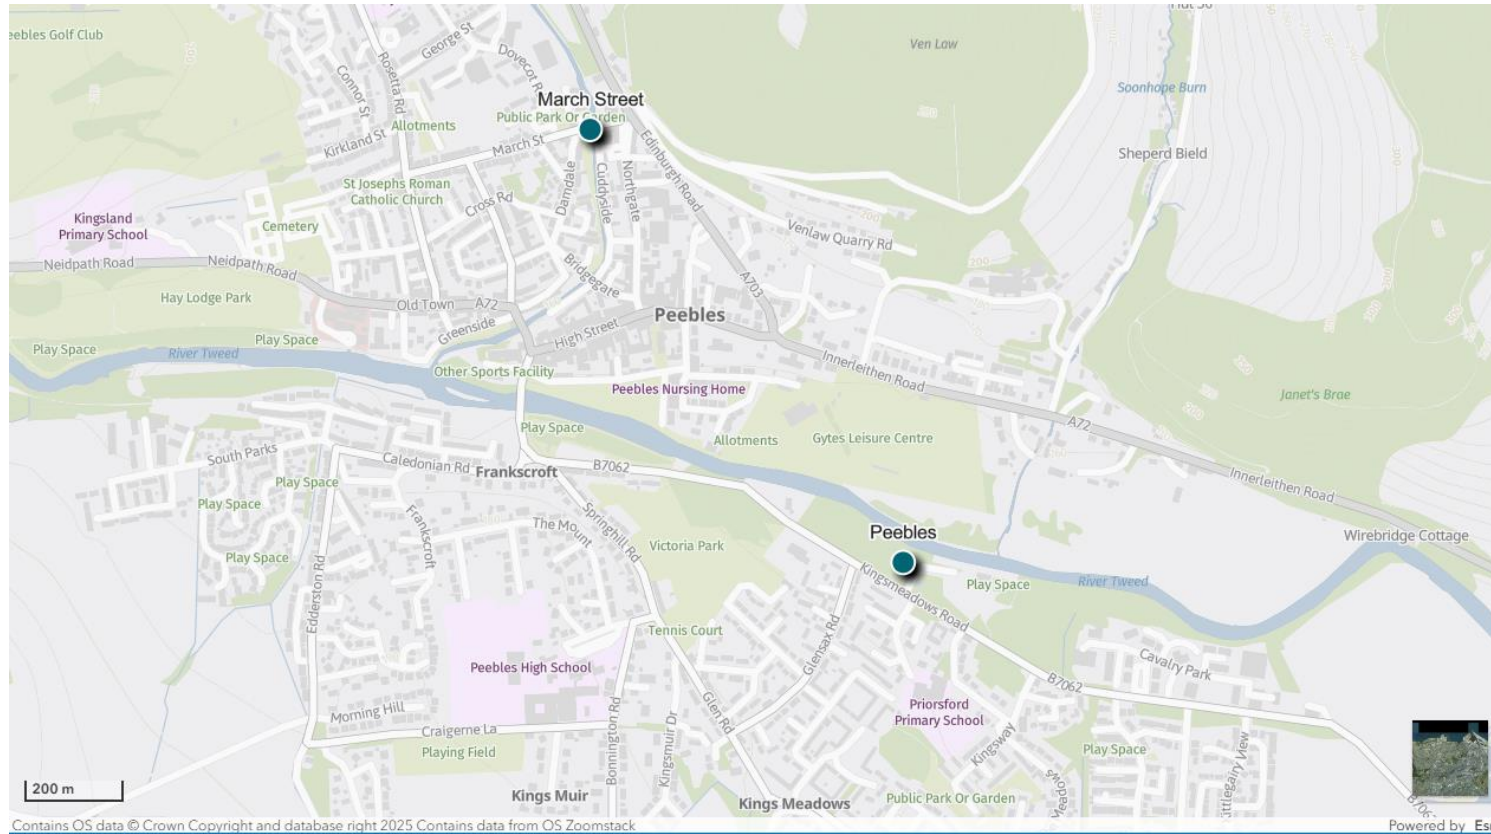 eebles Golf Club
George St
Dovecot R
Ven Law
Soonhope Burn
Rosetta Rd
Connor St
March Street
Public Park Or Garden
Allotments
Kirkland St
March St
Edinburgh Road
Sheperd Bield
St Josephs Roman
Catholic Church
Cross Rd
Damdale
Cuddyside
Northgate
Kingsland
Primary School
Cemetery
Venlaw Quarry Rd
200
200
Neidpath Road
Neidpath Road
Bridgegate
A703
Hay Lodge Park
Old Town
A72
Peebles
Greenside
High Street
Play Space
Play Space
River Tweed
Innerleithen Road
Other Sports Facility
Peebles Nursing Home
Janet's Brae
Play Space
Allotments
Gytes Leisure Centre
A72
South Parks
Caledonian Rd
Frankscroft
B7062
Innerleithen Road
Play Space
Play Space
Frankscroft
The Mount
Springhill Rd
Victoria Park
Peebles
Wirebridge Cottage
Play Space
Edderston Rd
Kingsmeadows Road
Play Space
River Tweed
Tennis Court
Glensax Rd
Peebles High School
Cavalry Park
B7062
Glen Rd
Priorsford
Primary School
Morning Hill
Craigerne La
Bonnington Rd
Kingsmuir Dr
Kingsway
Playing Field
Play Space
200 m
Kings Muir
Kings Meadows
Public Park Or Garden
ittlegairy View
Contains OS data © Crown Copyright and database right 2025 Contains data from OS Zoomstack
Powered by Es